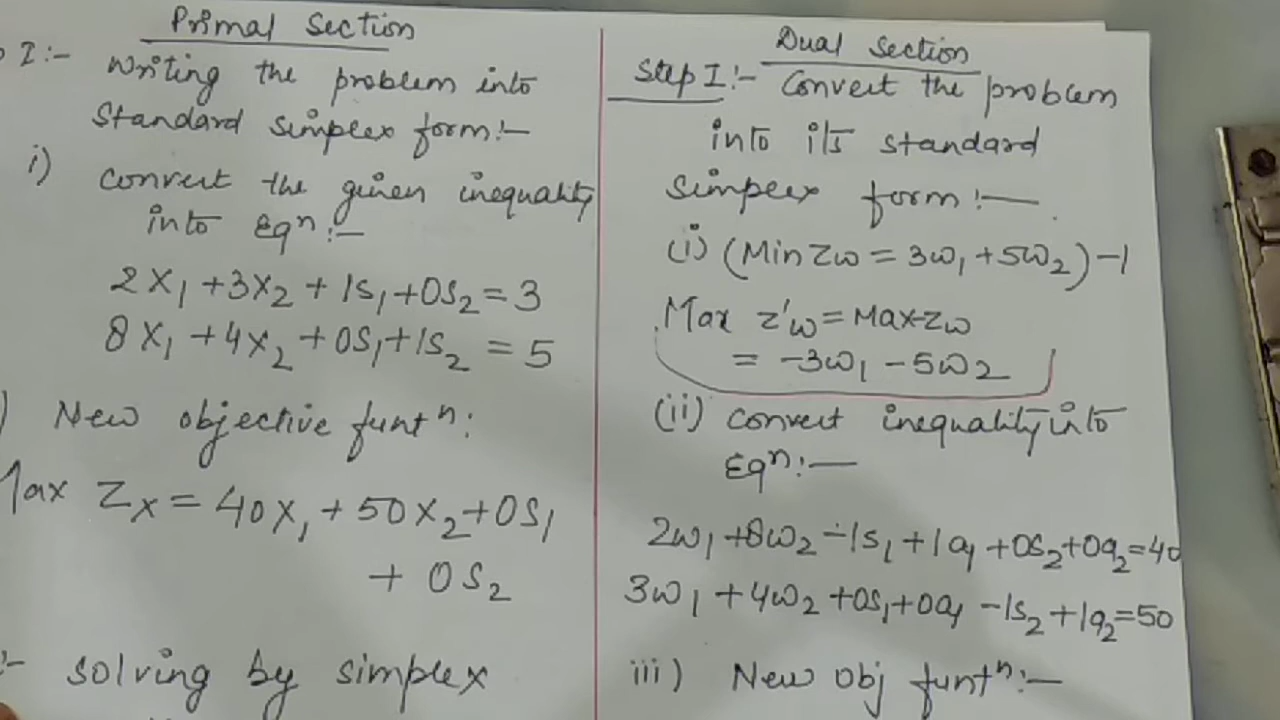 Primal Section
I:- Writing the problem into
Standard simplex form:-
i) convert the given inequality
into Eqⁿ:-
2X₁ + 3X₂ + 1S₁ + 0S₂ = 3
8X₁ + 4X₂ + 0S₁ + 1S₂ = 5
) New objective funtⁿ:
Max Zx = 40X₁ + 50X₂ + 0S₁
+ 0S₂
:- solving by simplex
Dual Section
Step I:- Convert the problem
into its standard
simplex form:-
(i) (Min Zw = 3w₁ + 5w₂) -1
Max z'w = Max-Zw
= -3w₁ - 5w₂
(ii) convert inequality into
Eqⁿ:-
2w₁ + 8w₂ - 1s₁ + 1a₁ + 0s₂ + 0a₂ = 40
3w₁ + 4w₂ + 0s₁ + 0a₁ - 1s₂ + 1a₂ = 50
iii) New obj funtⁿ:-